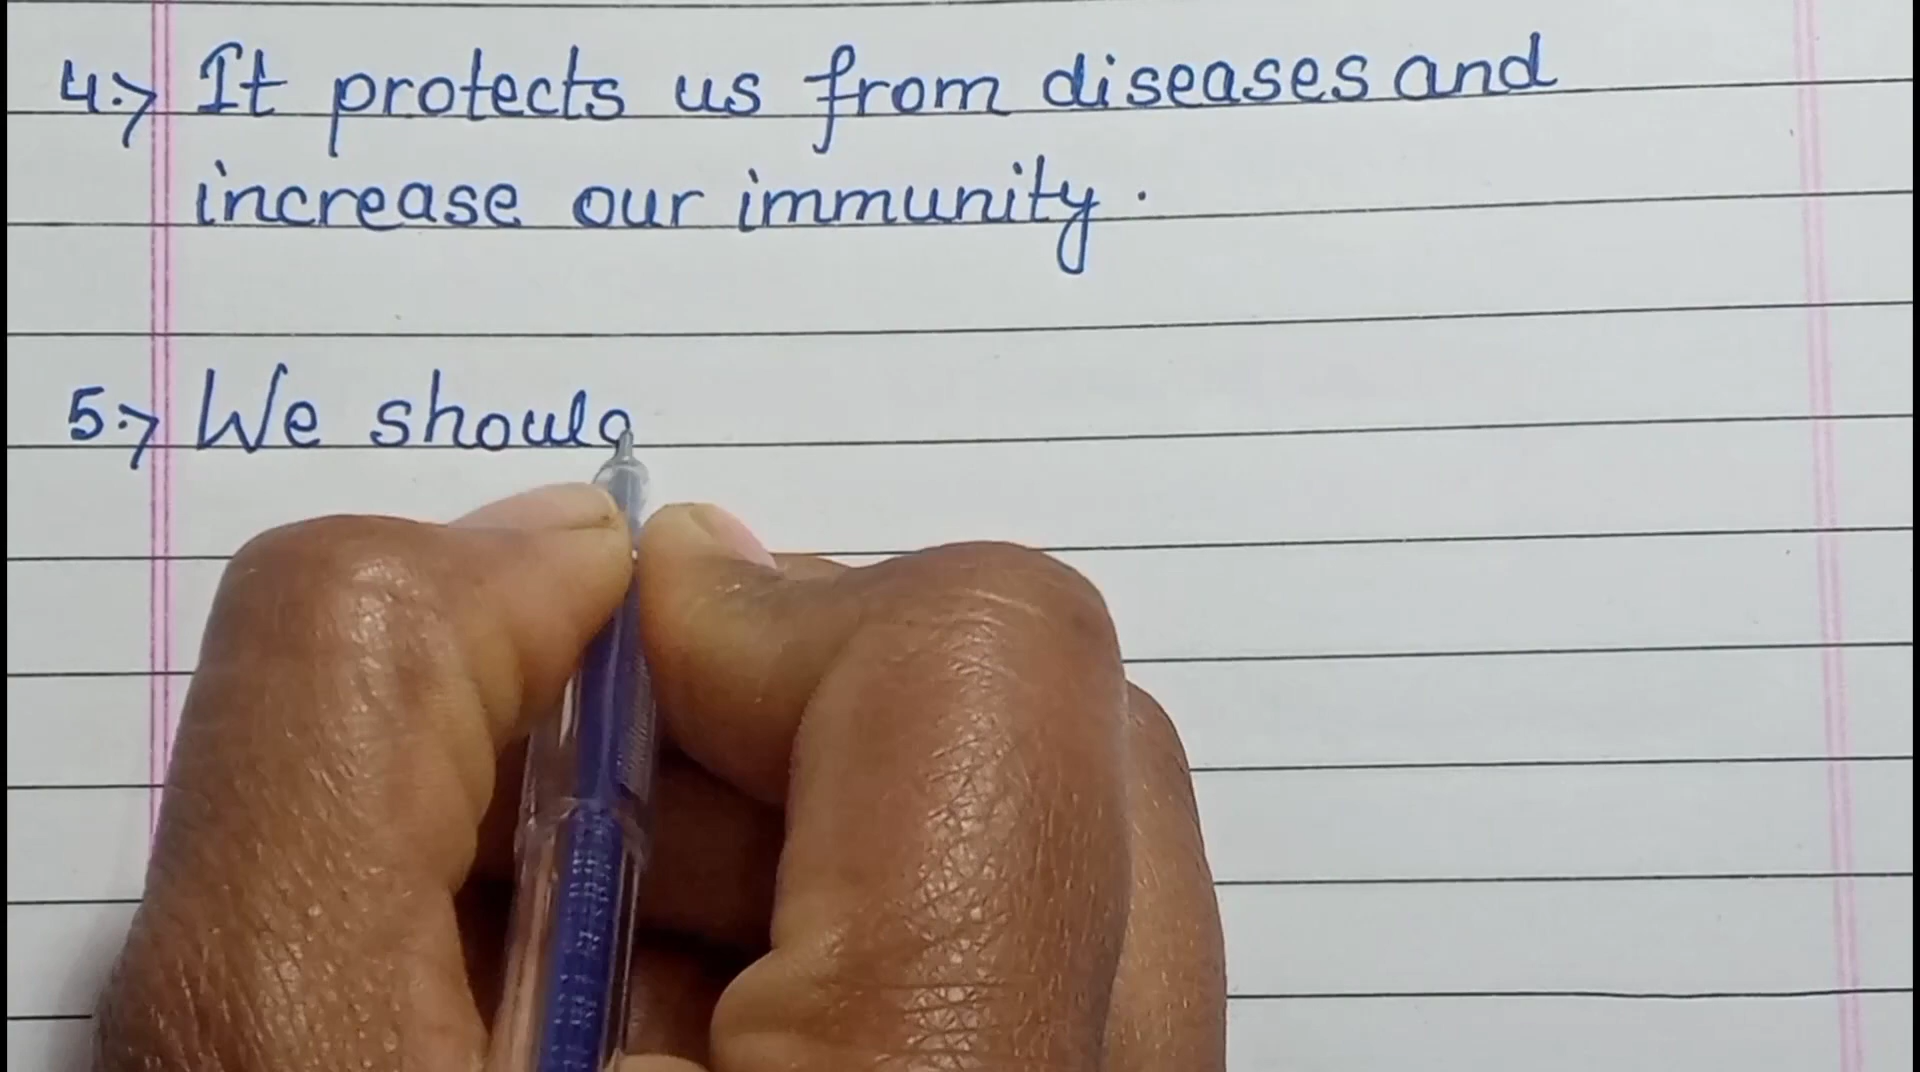 4.> It protects us from diseases and
increase our immunity.
5.> We should